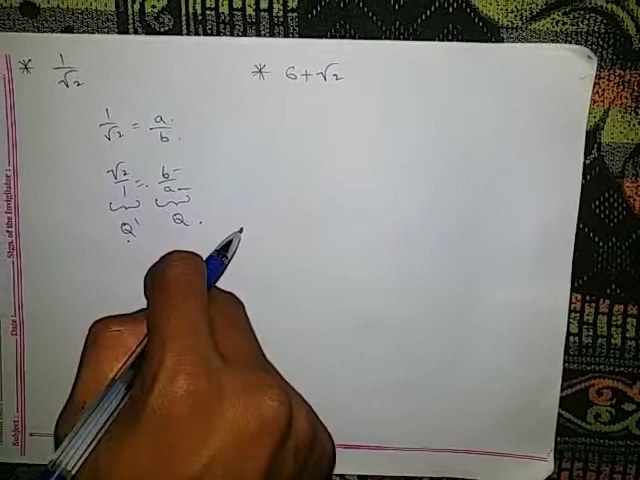 * 1/√2
* 6+√2
1/√2 = a/b
√2/1 = b/a
Q' Q
Sign. of the Invigilator :
Date :
Subject :